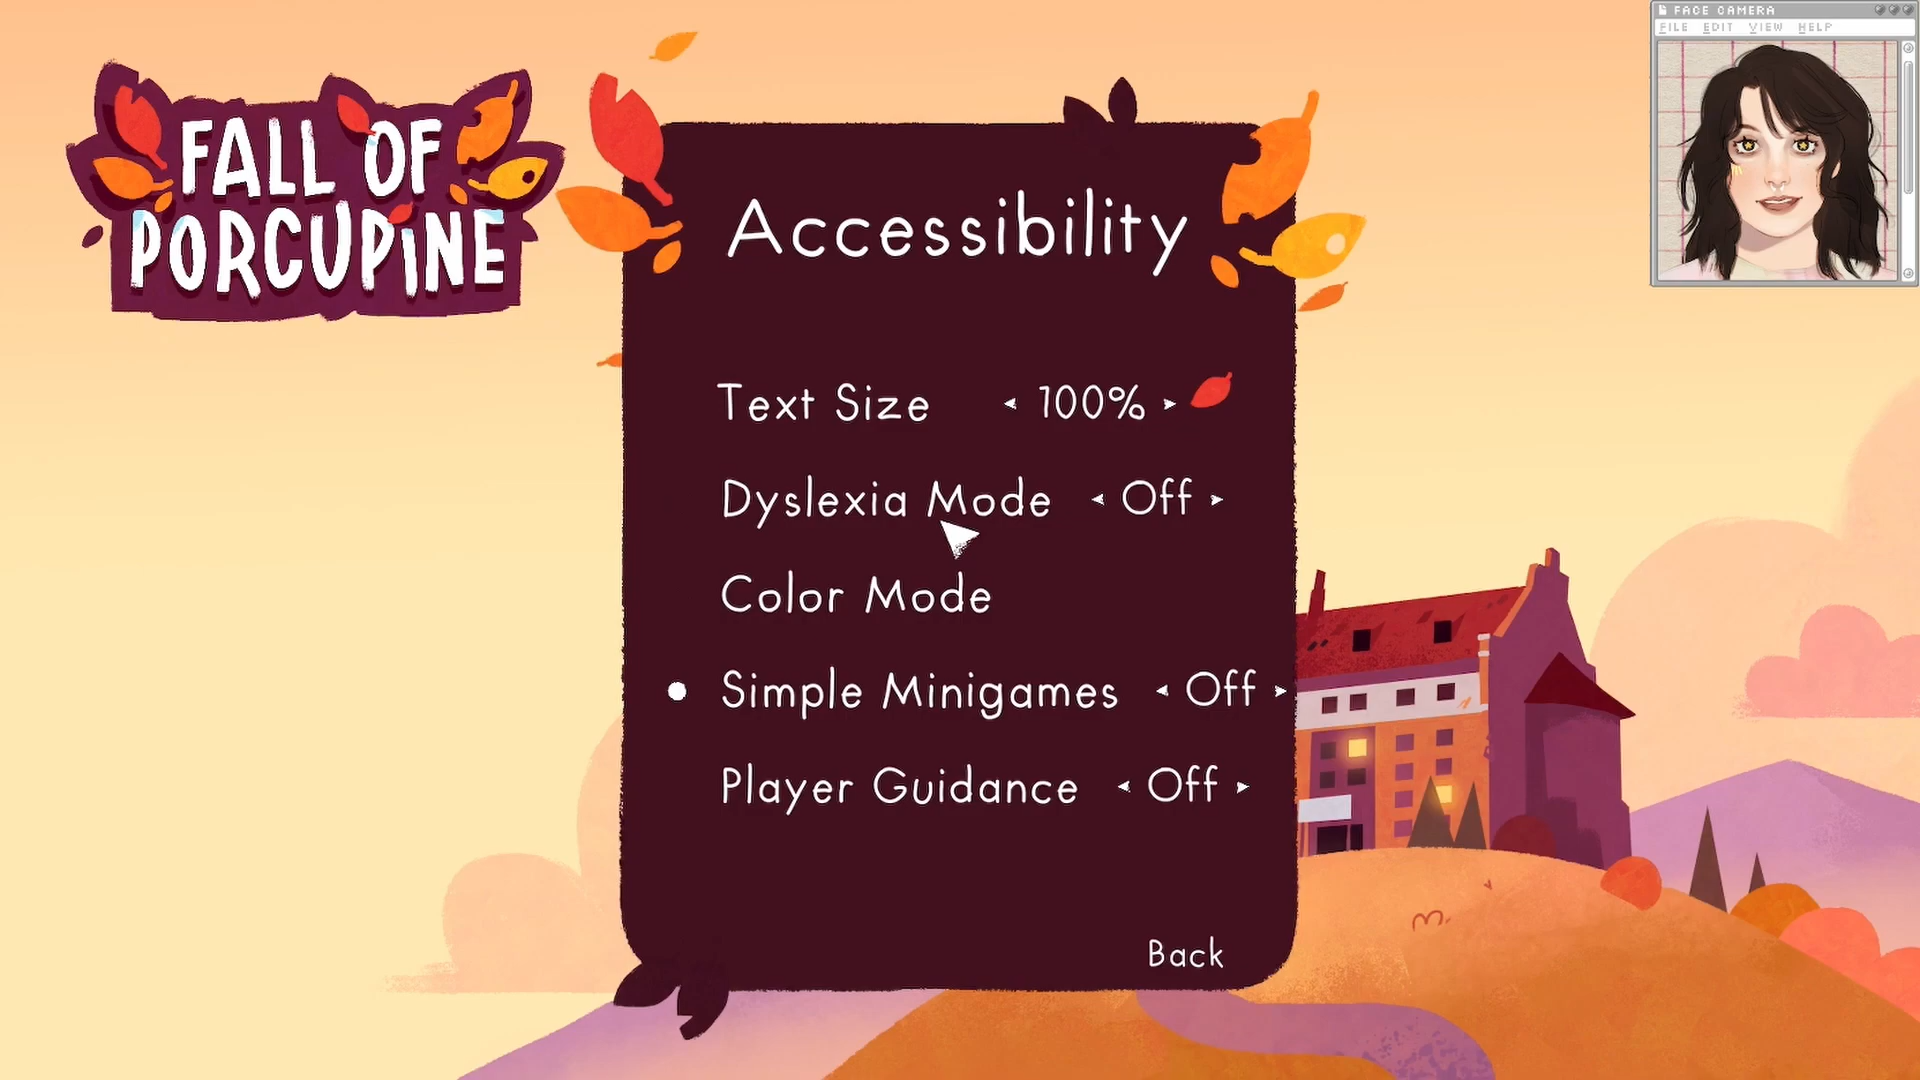 FACE CAMERA
FILE EDIT VIEW HELP
FALL OF
PORCUPINE
Accessibility
Text Size 100%
Dyslexia Mode Off
Color Mode
Simple Minigames Off
Player Guidance Off
Back